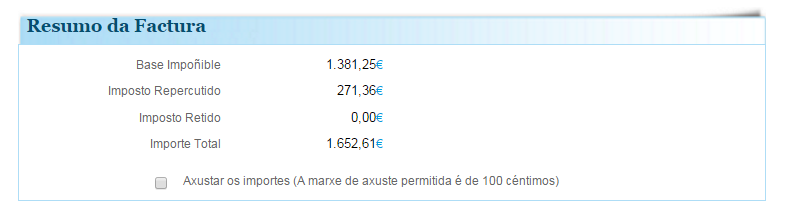 Resumo da Factura
Base Impoñible 1.381,25€
Imposto Repercutido 271,36€
Imposto Retido 0,00€
Importe Total 1.652,61€
Axustar os importes (A marxe de axuste permitida é de 100 céntimos)